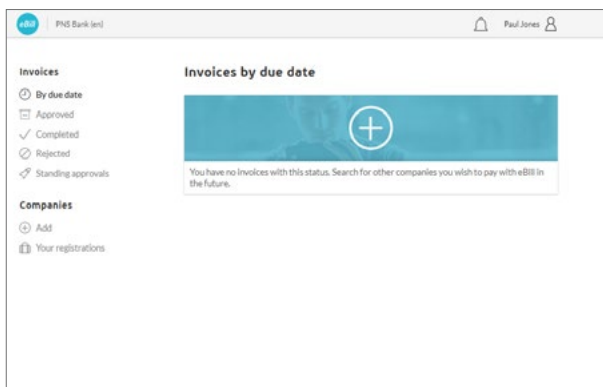 eBill
PNS Bank (en)
Paul Jones
Invoices
By due date
Approved
Completed
Rejected
Standing approvals
Companies
Add
Your registrations
Invoices by due date
You have no invoices with this status. Search for other companies you wish to pay with eBill in
the future.